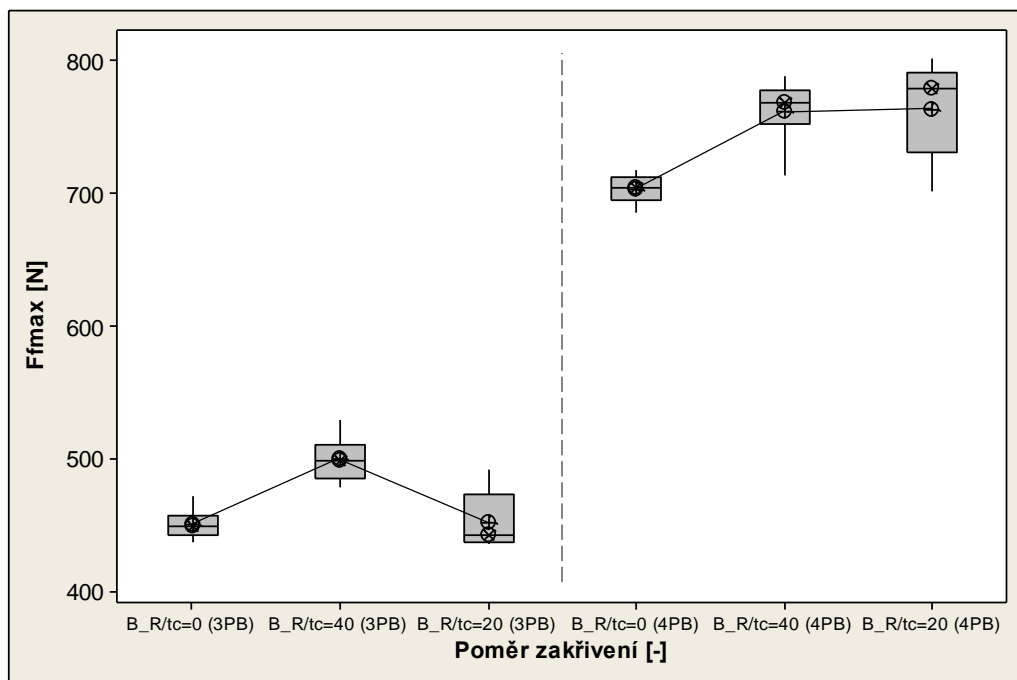 800
700
600
500
400
Ffmax [N]
B_R/tc=0 (3PB) B_R/tc=40 (3PB) B_R/tc=20 (3PB) B_R/tc=0 (4PB) B_R/tc=40 (4PB) B_R/tc=20 (4PB)
Poměr zakřivení [-]